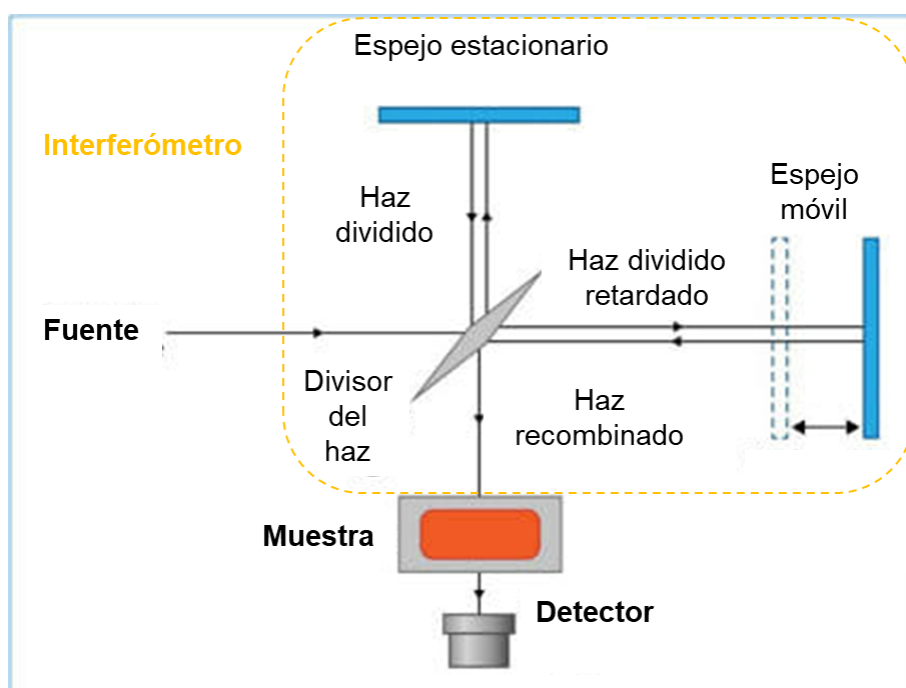 Espejo estacionario
Interferómetro
Espejo
móvil
Haz
dividido
Haz dividido
retardado
Fuente
Divisor
del
haz
Haz
recombinado
Muestra
Detector